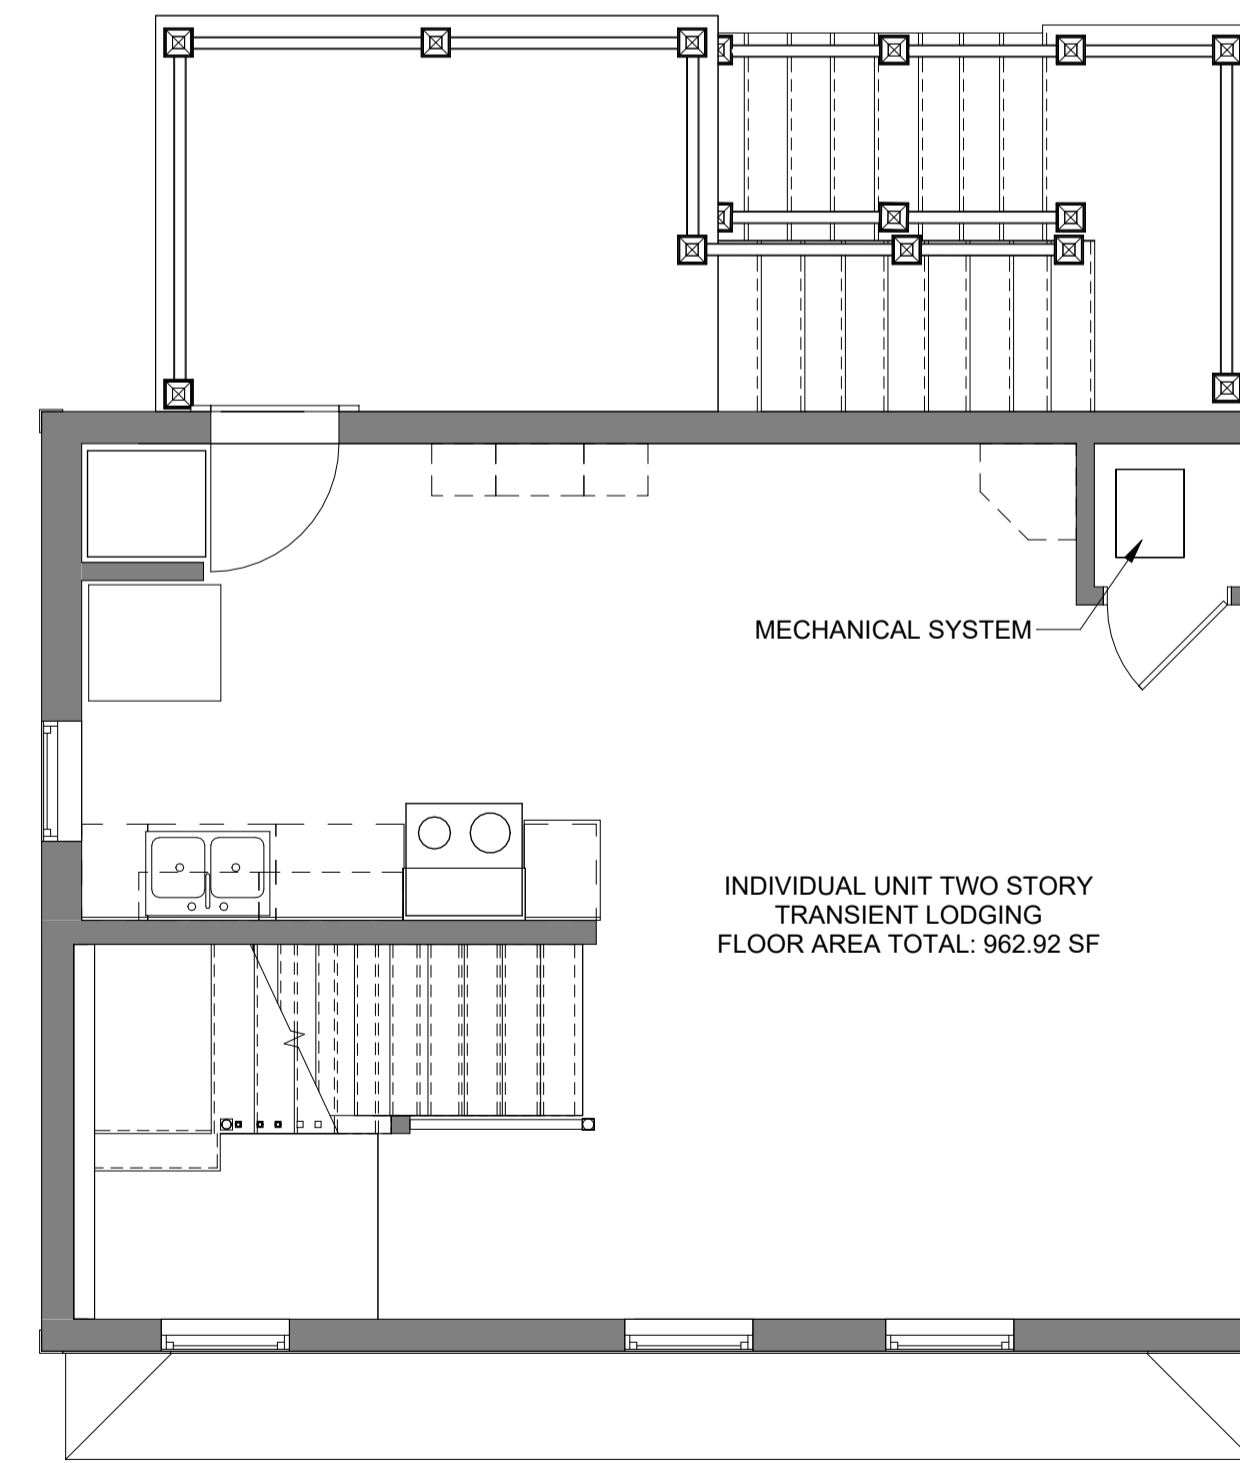 MECHANICAL SYSTEM
INDIVIDUAL UNIT TWO STORY
TRANSIENT LODGING
FLOOR AREA TOTAL: 962.92 SF